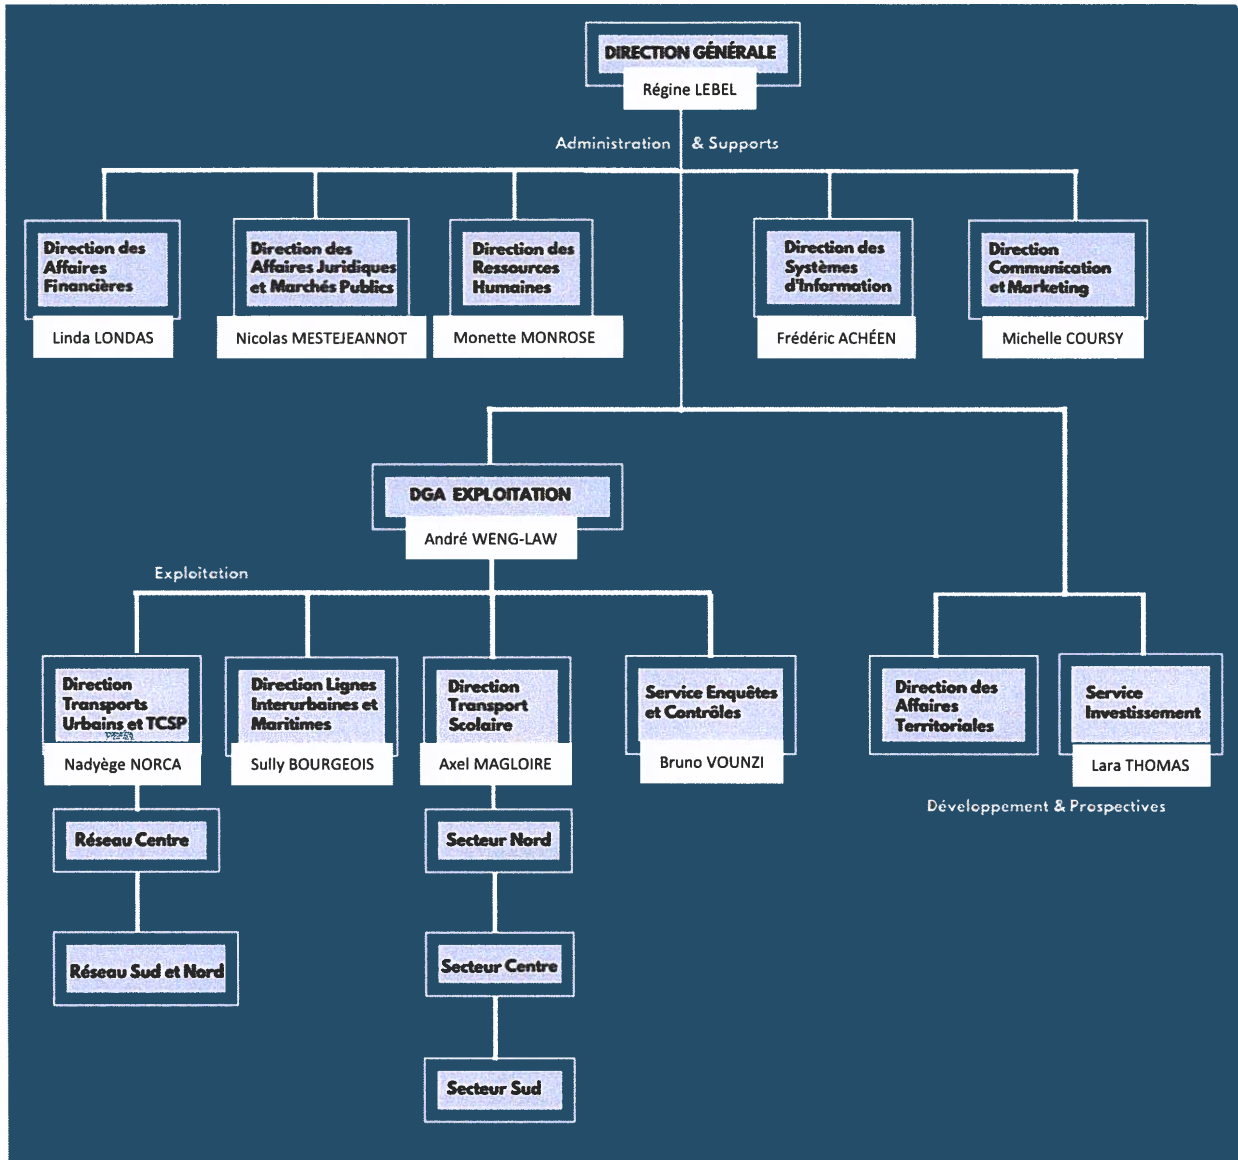 DIRECTION GÉNÉRALE
Régine LEBEL
Administration & Supports
Direction des
Affaires
Financières
Linda LONDAS
Direction des
Affaires Juridiques
et Marchés Publics
Nicolas MESTEJEANNOT
Direction des
Ressources
Humaines
Monette MONROSE
Direction des
Systèmes
d'Information
Frédéric ACHÉEN
Direction
Communication
et Marketing
Michelle COURSY
DGA EXPLOITATION
André WENG-LAW
Exploitation
Direction
Transports
Urbains et TCSP
Nadyège NORCA
Direction Lignes
Interurbaines et
Maritimes
Sully BOURGEOIS
Direction
Transport
Scolaire
Axel MAGLOIRE
Service Enquêtes
et Contrôles
Bruno VOUNZI
Direction des
Affaires
Territoriales
Service
Investissement
Lara THOMAS
Développement & Prospectives
Réseau Centre
Réseau Sud et Nord
Secteur Nord
Secteur Centre
Secteur Sud